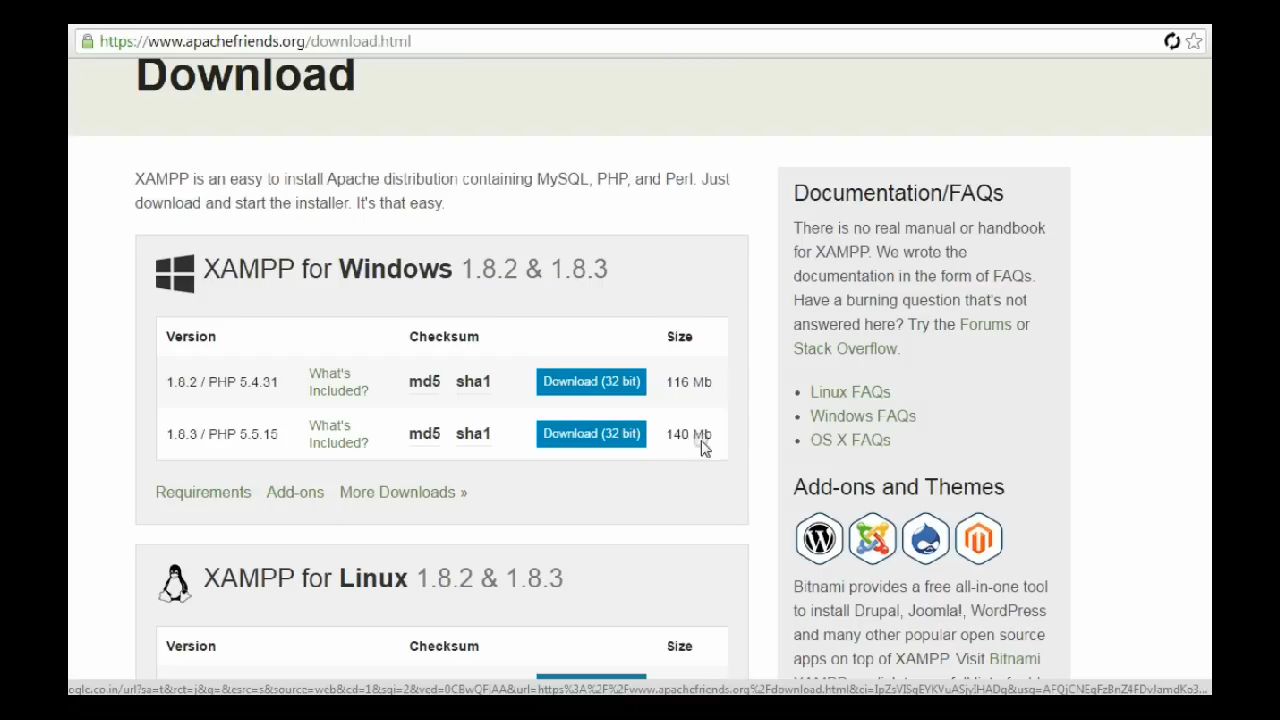 https://www.apachefriends.org/download.html
Download
XAMPP is an easy to install Apache distribution containing MySQL, PHP, and Perl. Just
download and start the installer. It's that easy.
XAMPP for Windows 1.8.2 & 1.8.3
Version Checksum Size
1.8.2 / PHP 5.4.31 What's Included? md5 sha1 Download (32 bit) 116 Mb
1.8.3 / PHP 5.5.15 What's Included? md5 sha1 Download (32 bit) 140 Mb
Requirements Add-ons More Downloads »
XAMPP for Linux 1.8.2 & 1.8.3
Version Checksum Size
Documentation/FAQs
There is no real manual or handbook
for XAMPP. We wrote the
documentation in the form of FAQs.
Have a burning question that's not
answered here? Try the Forums or
Stack Overflow.
• Linux FAQs
• Windows FAQs
• OS X FAQs
Add-ons and Themes
Bitnami provides a free all-in-one tool
to install Drupal, Joomla!, WordPress
and many other popular open source
apps on top of XAMPP. Visit Bitnami